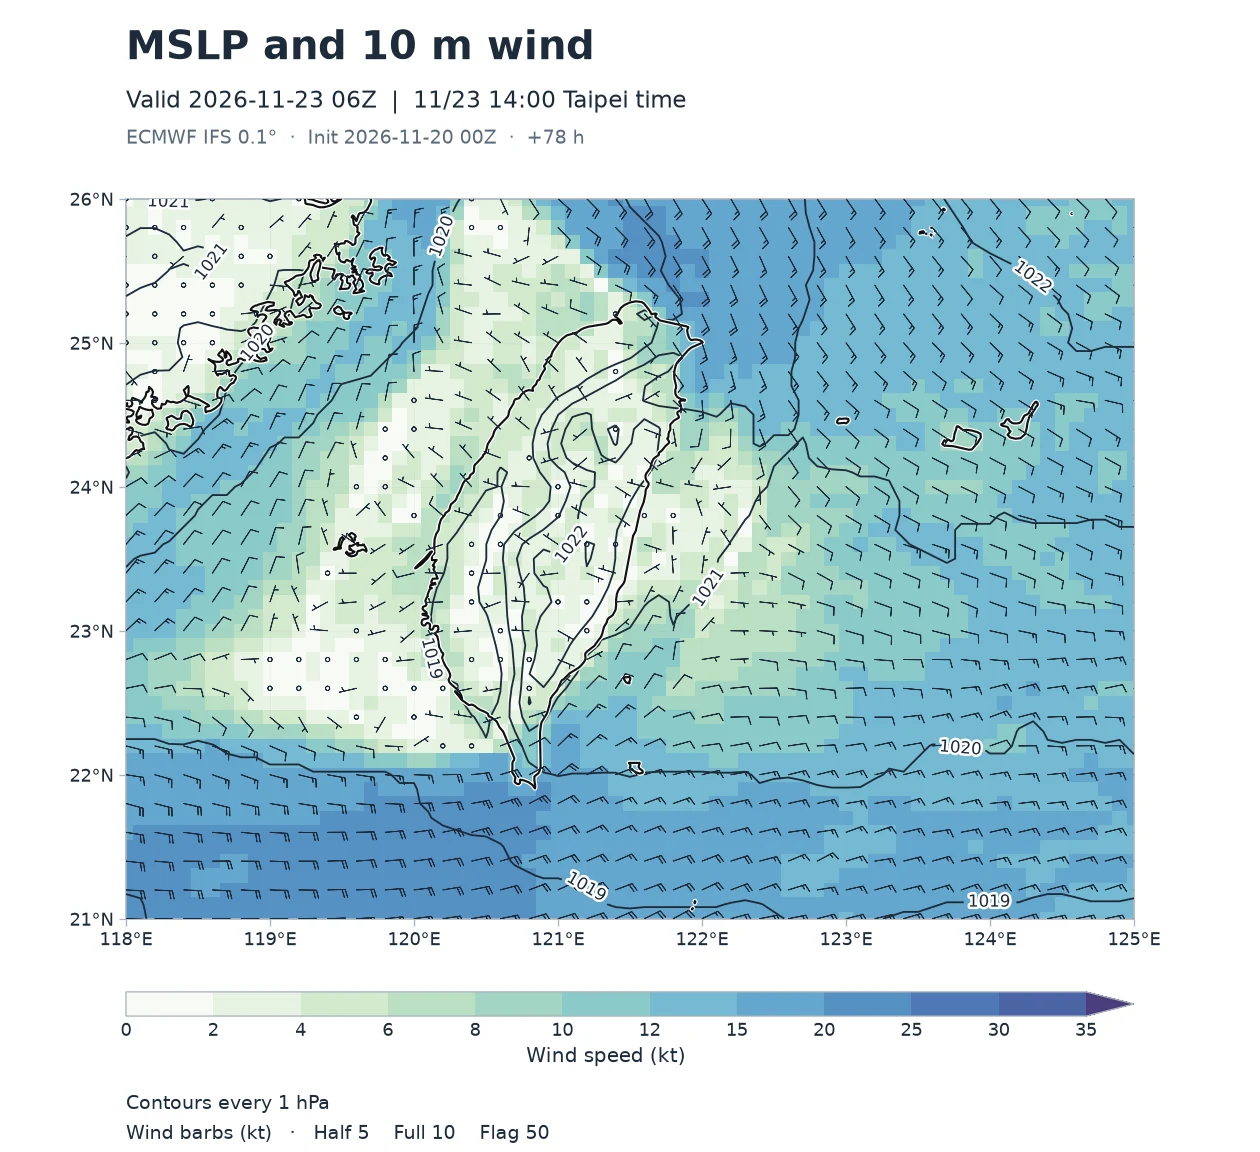 MSLP and 10 m wind
Valid 2026-11-23 06Z | 11/23 14:00 Taipei time
ECMWF IFS 0.1° · Init 2026-11-20 00Z · +78 h
26°N
1021
1020
1021
1022
25°N
1020
24°N
1022
1021
23°N
1019
1020
22°N
1019
1019
21°N
118°E 119°E 120°E 121°E 122°E 123°E 124°E 125°E
0 2 4 6 8 10 12 15 20 25 30 35
Wind speed (kt)
Contours every 1 hPa
Wind barbs (kt) · Half 5 Full 10 Flag 50